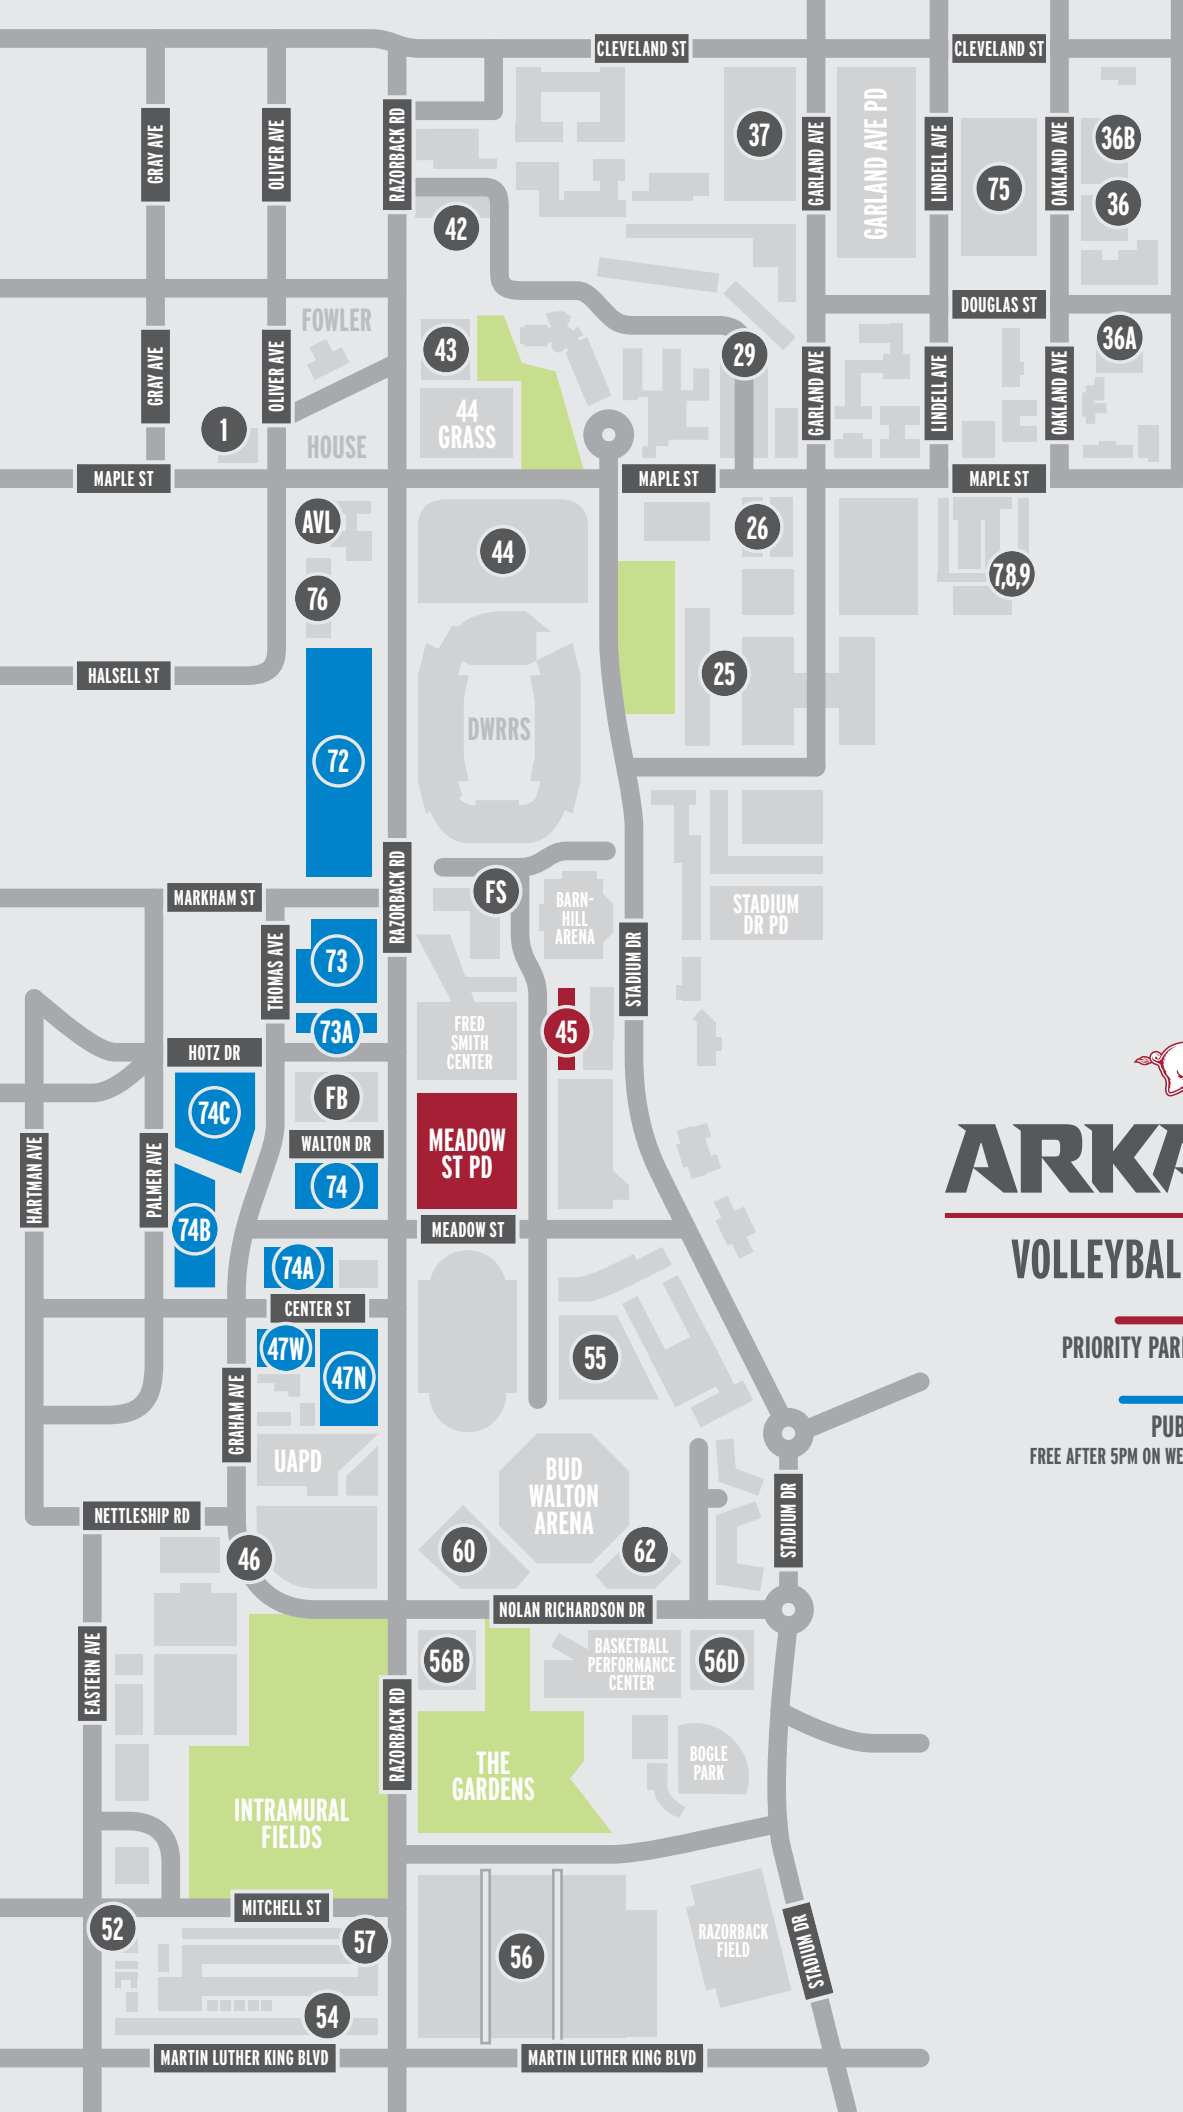 CLEVELAND ST
CLEVELAND ST
GRAY AVE
OLIVER AVE
RAZORBACK RD
37
GARLAND AVE
GARLAND AVE PD
LINDELL AVE
75
OAKLAND AVE
36B
36
42
DOUGLAS ST
FOWLER
HOUSE
GRAY AVE
OLIVER AVE
43
29
GARLAND AVE
LINDELL AVE
OAKLAND AVE
36A
1
44
GRASS
MAPLE ST
MAPLE ST
MAPLE ST
AVL
44
26
7,8,9
76
HALSELL ST
25
DWRRS
72
RAZORBACK RD
MARKHAM ST
FS
BARN-
HILL
ARENA
STADIUM
DR PD
THOMAS AVE
73
STADIUM DR
73A
FRED
SMITH
CENTER
45
HOTZ DR
74C
FB
WALTON DR
MEADOW
ST PD
HARTMAN AVE
PALMER AVE
74
74B
MEADOW ST
ARKA
VOLLEYBAL
74A
CENTER ST
47W
47N
55
PRIORITY PAR
PUB
FREE AFTER 5PM ON WE
GRAHAM AVE
UAPD
BUD
WALTON
ARENA
NETTLESHIP RD
STADIUM DR
46
60
62
NOLAN RICHARDSON DR
EASTERN AVE
56B
BASKETBALL
PERFORMANCE
CENTER
56D
RAZORBACK RD
THE
GARDENS
BOGLE
PARK
INTRAMURAL
FIELDS
MITCHELL ST
52
57
56
RAZORBACK
FIELD
STADIUM DR
54
MARTIN LUTHER KING BLVD
MARTIN LUTHER KING BLVD